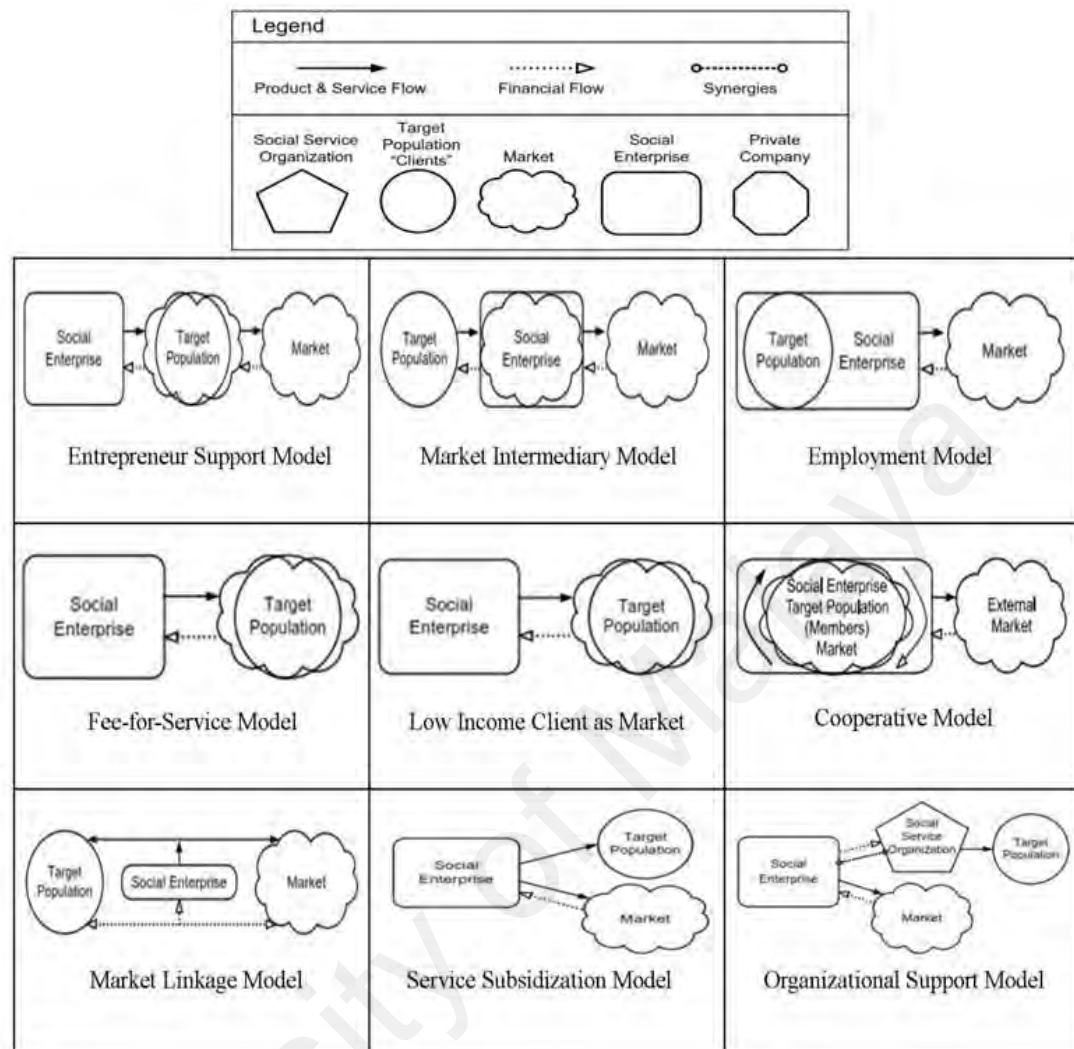 Legend
Product & Service Flow
Financial Flow
Synergies
Social Service
Organization
Target
Population
"Clients"
Market
Social
Enterprise
Private
Company
Social
Enterprise
Target
Population
Market
Entrepreneur Support Model
Target
Population
Social
Enterprise
Market
Market Intermediary Model
Target
Population
Social
Enterprise
Market
Employment Model
Social
Enterprise
Target
Population
Fee-for-Service Model
Social
Enterprise
Target
Population
Low Income Client as Market
Social Enterprise
Target Population
(Members)
Market
External
Market
Cooperative Model
Target
Population
Social Enterprise
Market
Market Linkage Model
Social
Enterprise
Target
Population
Market
Service Subsidization Model
Social
Enterprise
Social
Service
Organization
Target
Population
Market
Organizational Support Model
sity of Malaya